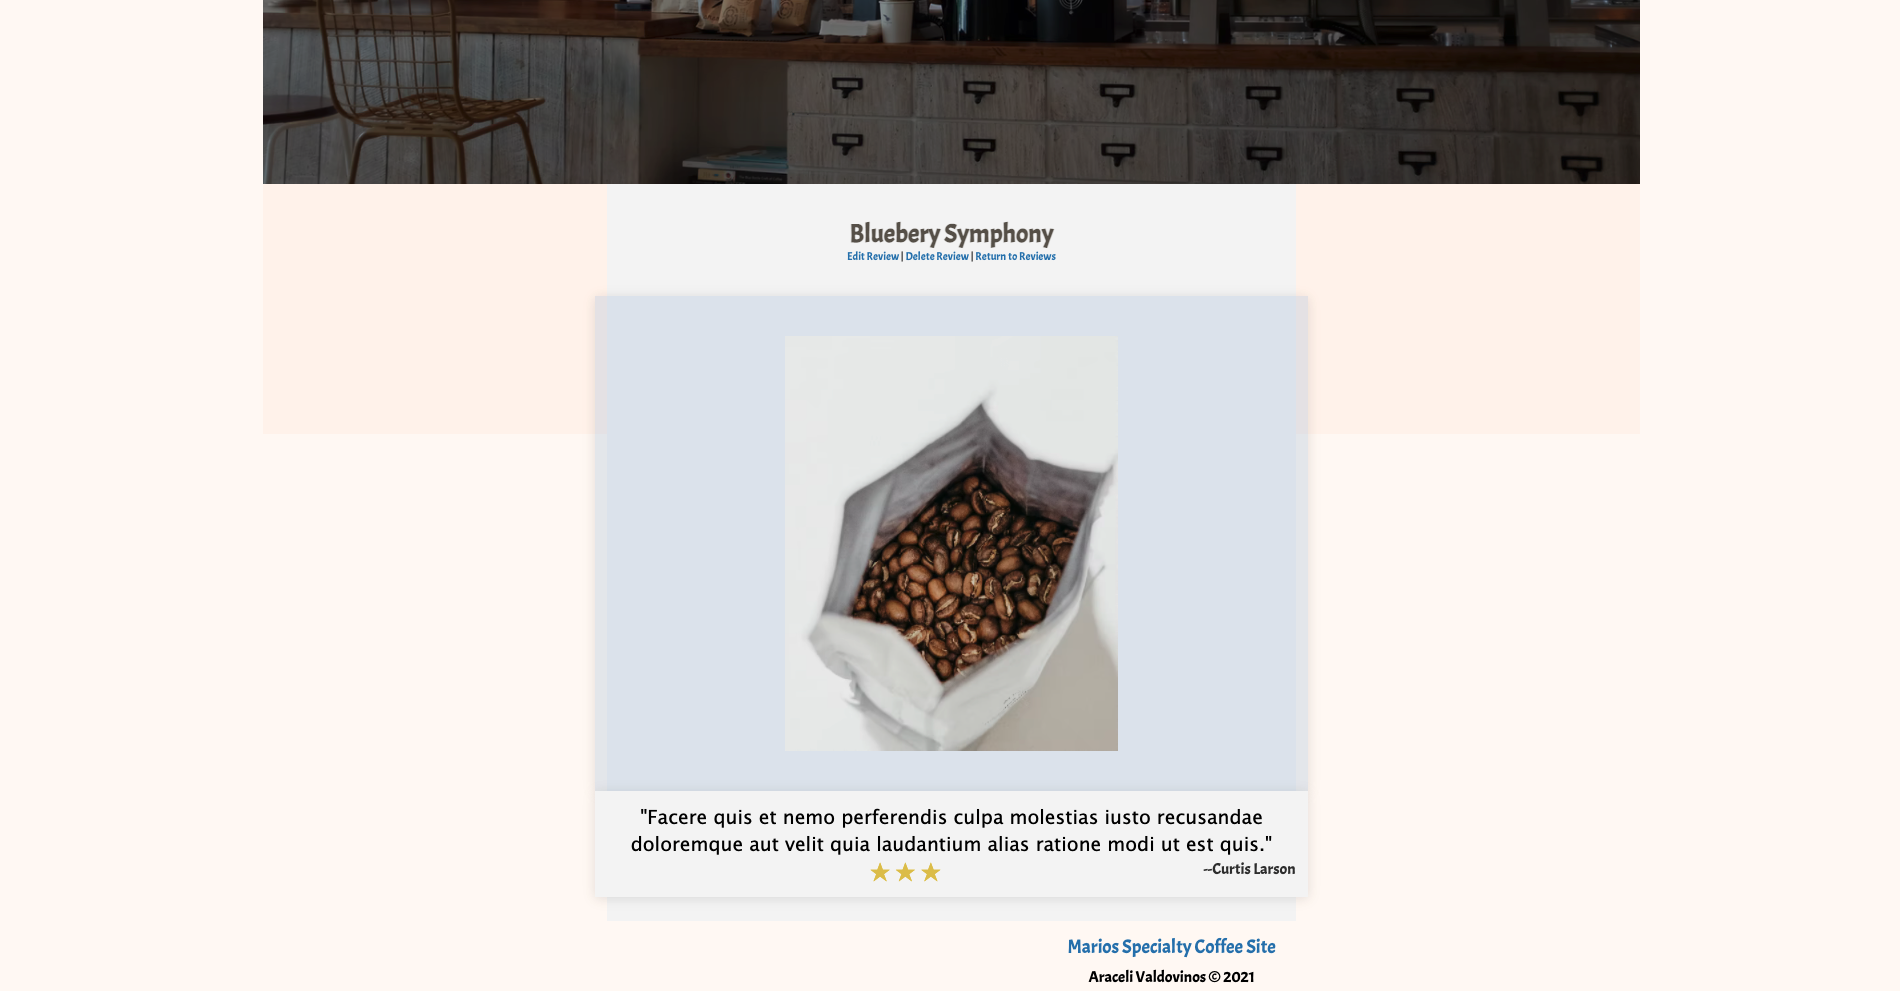 Bluebery Symphony
Edit Review | Delete Review | Return to Reviews
"Facere quis et nemo perferendis culpa molestias iusto recusandae
doloremque aut velit quia laudantium alias ratione modi ut est quis."
--Curtis Larson
Marios Specialty Coffee Site
Araceli Valdovinos © 2021